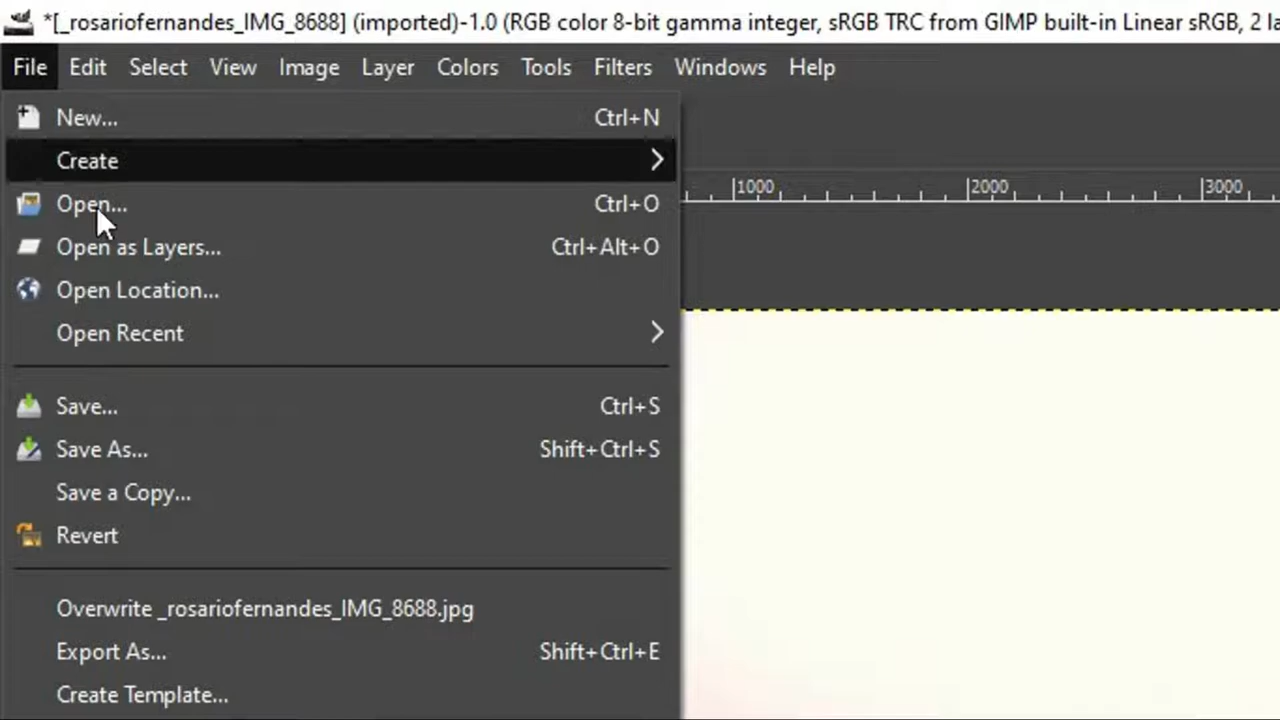 *[_rosariofernandes_IMG_8688] (imported)-1.0 (RGB color 8-bit gamma integer, sRGB TRC from GIMP built-in Linear sRGB, 2 la
File Edit Select View Image Layer Colors Tools Filters Windows Help
New... Ctrl+N
Create
Open... Ctrl+O
1000 2000 3000
Open as Layers... Ctrl+Alt+O
Open Location...
Open Recent
Save... Ctrl+S
Save As... Shift+Ctrl+S
Save a Copy...
Revert
Overwrite _rosariofernandes_IMG_8688.jpg
Export As... Shift+Ctrl+E
Create Template...